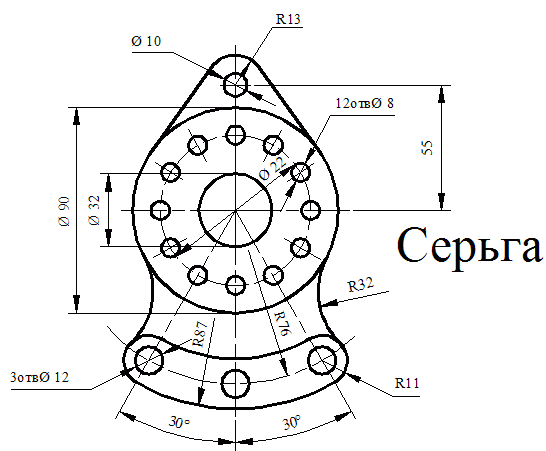 R13
Ø 10
12отвØ 8
55
Ø 22
Ø 90
Ø 32
Серьга
R32
R76
R87
3отвØ 12
R11
30°
30°